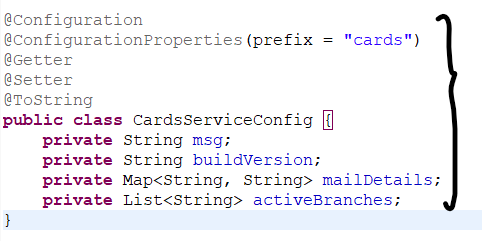 @Configuration
@ConfigurationProperties(prefix = "cards")
@Getter
@Setter
@ToString
public class CardsServiceConfig {
    private String msg;
    private String buildVersion;
    private Map<String, String> mailDetails;
    private List<String> activeBranches;
}